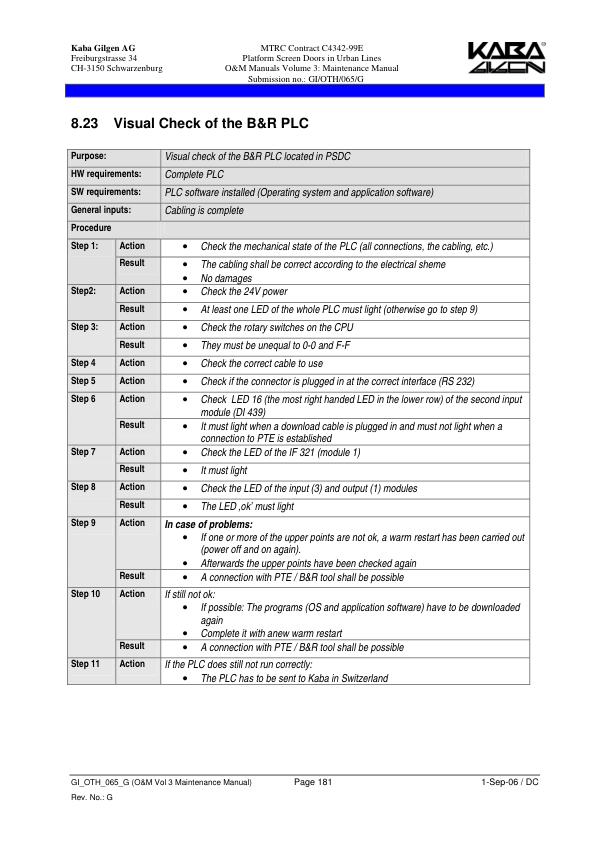 Kaba Gilgen AG
Freiburgstrasse 34
CH-3150 Schwarzenburg
MTRC Contract C4342-99E
Platform Screen Doors in Urban Lines
O&M Manuals Volume 3: Maintenance Manual
Submission no.: GI/OTH/065/G
KABA
GILGEN
8.23 Visual Check of the B&R PLC
Purpose: Visual check of the B&R PLC located in PSDC
HW requirements: Complete PLC
SW requirements: PLC software installed (Operating system and application software)
General inputs: Cabling is complete
Procedure
Step 1: Action • Check the mechanical state of the PLC (all connections, the cabling, etc.)
Result • The cabling shall be correct according to the electrical sheme
• No damages
Step2: Action • Check the 24V power
Result • At least one LED of the whole PLC must light (otherwise go to step 9)
Step 3: Action • Check the rotary switches on the CPU
Result • They must be unequal to 0-0 and F-F
Step 4 Action • Check the correct cable to use
Step 5 Action • Check if the connector is plugged in at the correct interface (RS 232)
Step 6 Action • Check LED 16 (the most right handed LED in the lower row) of the second input
module (DI 439)
Result • It must light when a download cable is plugged in and must not light when a
connection to PTE is established
Step 7 Action • Check the LED of the IF 321 (module 1)
Result • It must light
Step 8 Action • Check the LED of the input (3) and output (1) modules
Result • The LED ‚ok' must light
Step 9 Action In case of problems:
• If one or more of the upper points are not ok, a warm restart has been carried out
(power off and on again).
• Afterwards the upper points have been checked again
Result • A connection with PTE / B&R tool shall be possible
Step 10 Action If still not ok:
• If possible: The programs (OS and application software) have to be downloaded
again
• Complete it with anew warm restart
Result • A connection with PTE / B&R tool shall be possible
Step 11 Action If the PLC does still not run correctly:
• The PLC has to be sent to Kaba in Switzerland
GI_OTH_065_G (O&M Vol 3 Maintenance Manual) Page 181 1-Sep-06 / DC
Rev. No.: G